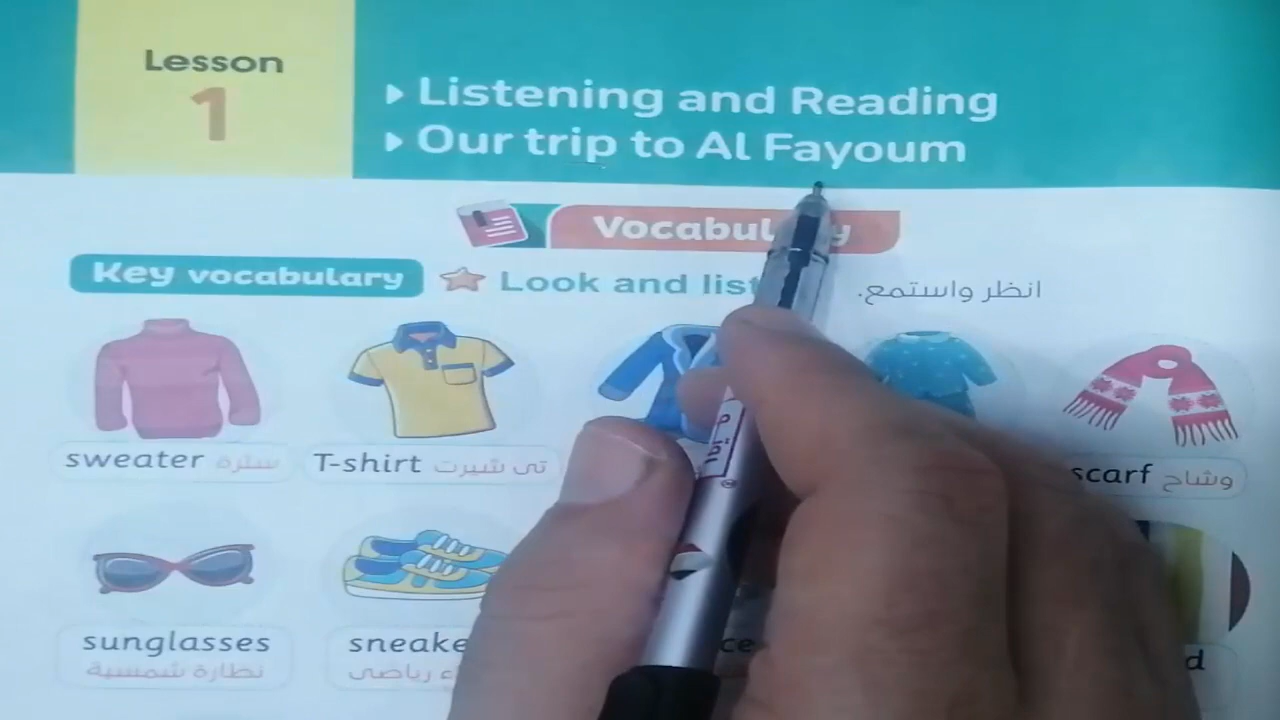 Lesson
1
Listening and Reading
Our trip to Al Fayoum
Key vocabulary
Look and
انظر واستمع.
sweater سترة
T-shirt تى شيرت
scarf وشاح
sunglasses
نظارة شمسية
رياضى